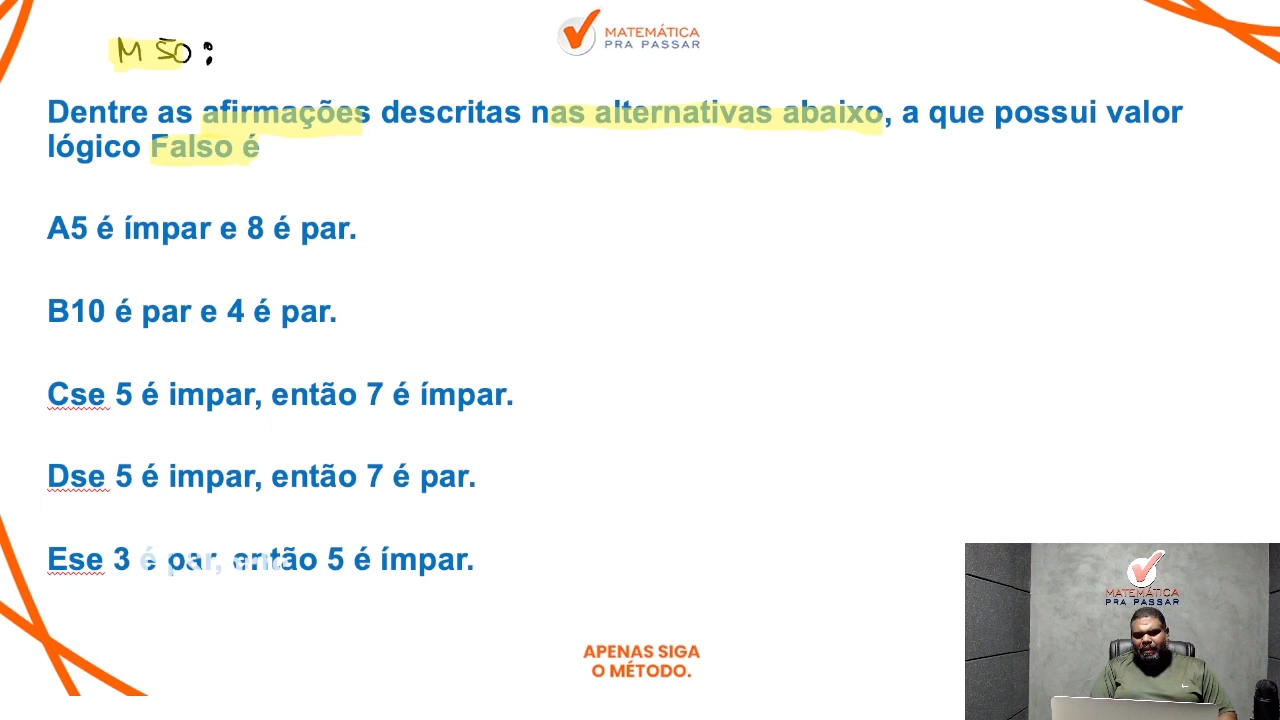 MATEMÁTICA
PRA PASSAR
M SO:
Dentre as afirmações descritas nas alternativas abaixo, a que possui valor
lógico Falso é
A5 é ímpar e 8 é par.
B10 é par e 4 é par.
Cse 5 é impar, então 7 é ímpar.
Dse 5 é impar, então 7 é par.
Ese 3 é par, então 5 é ímpar.
MATEMÁTICA
PRA PASSAR
APENAS SIGA
O MÉTODO.